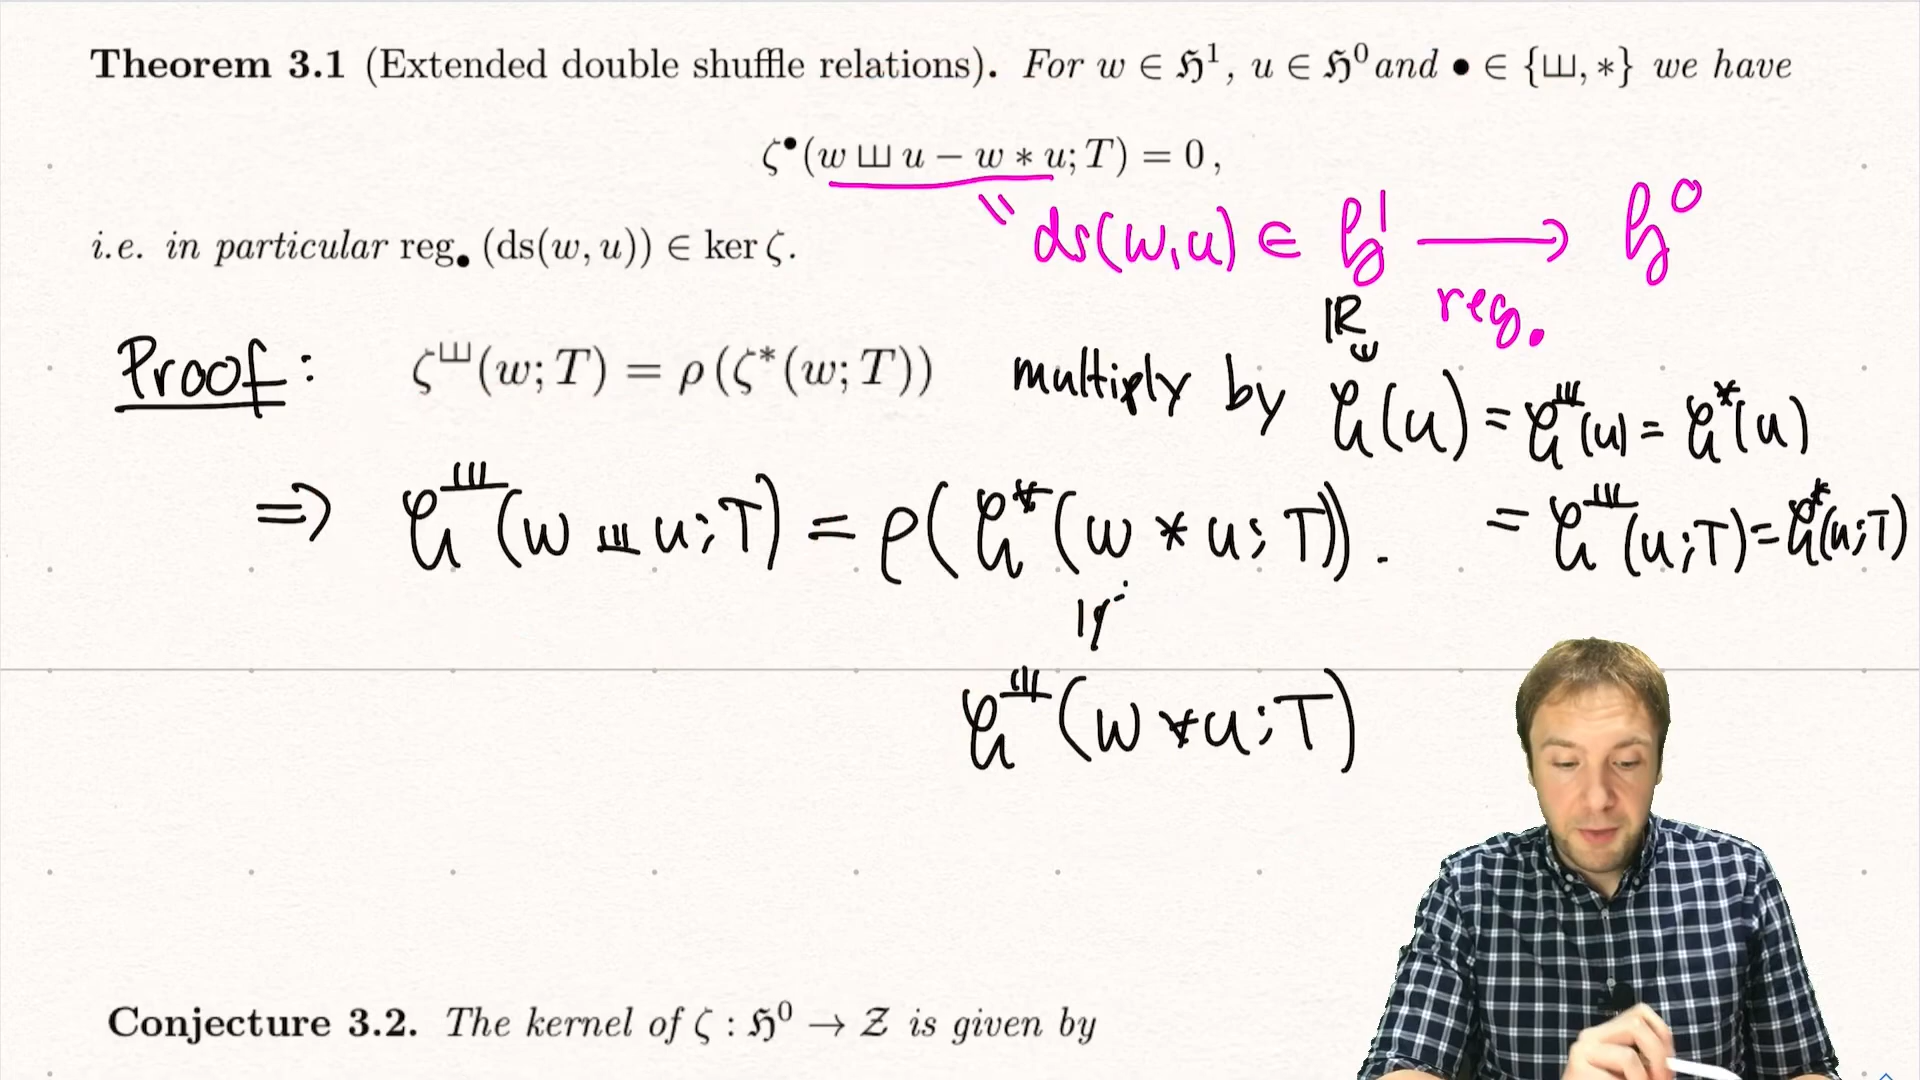 Theorem 3.1 (Extended double shuffle relations). For w ∈ ℌ¹, u ∈ ℌ⁰ and • ∈ {ш, *} we have
ζ•(w ш u − w * u; T) = 0,
" ds(w,u) ∈ ℌ¹ ⟶ ℌ⁰
reg•
i.e. in particular reg• (ds(w, u)) ∈ ker ζ.
Proof: ζ^ш(w; T) = ρ(ζ*(w; T)) multiply by ζ(u) = ζ^ш(u) = ζ*(u)
ℝ
⇒ ζ^ш(w ш u; T) = ρ(ζ*(w * u; T)). = ζ^ш(u; T) = ζ*(u; T)
ζ^ш(w * u; T)
Conjecture 3.2. The kernel of ζ : ℌ⁰ → 𝒵 is given by